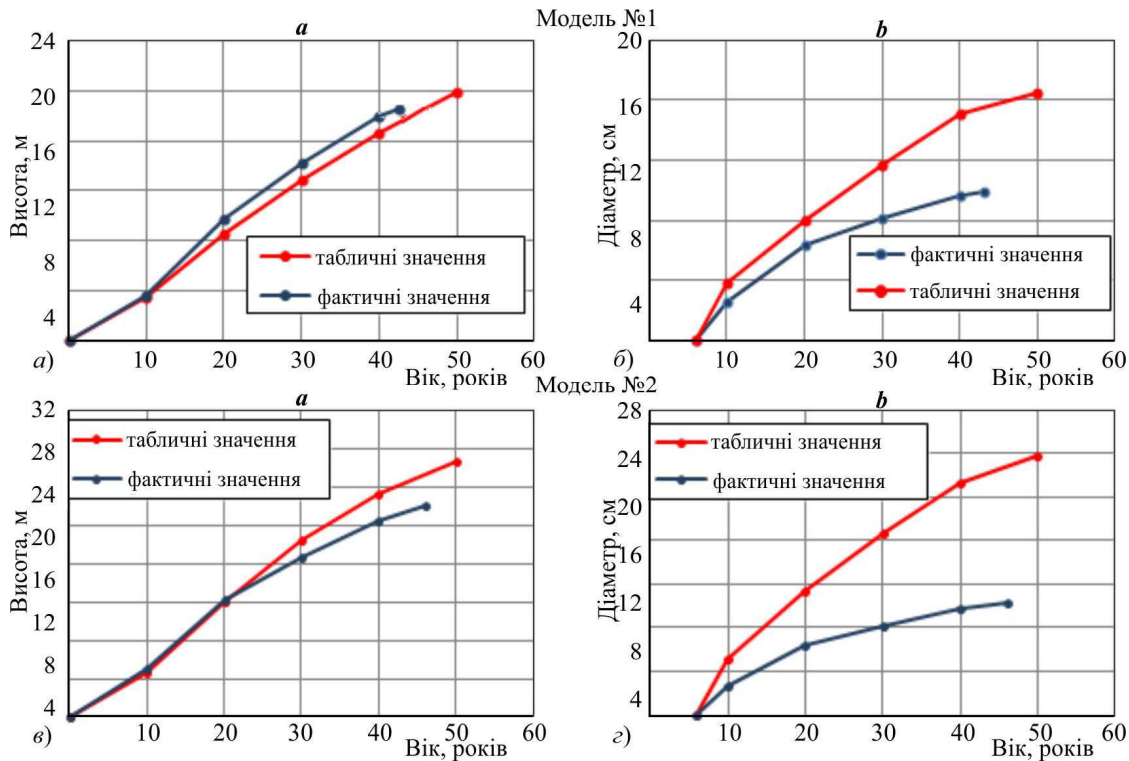 Модель №1
a
b
24
20
16
12
8
4
Висота, м
табличні значення
фактичні значення
а)
10 20 30 40 50 60
Вік, років
20
16
12
8
4
Діаметр, см
фактичні значення
табличні значення
б)
10 20 30 40 50 60
Вік, років
Модель №2
a
b
32
28
24
20
16
12
8
4
Висота, м
табличні значення
фактичні значення
в)
10 20 30 40 50 60
Вік, років
28
24
20
16
12
8
4
Діаметр, см
табличні значення
фактичні значення
г)
10 20 30 40 50 60
Вік, років